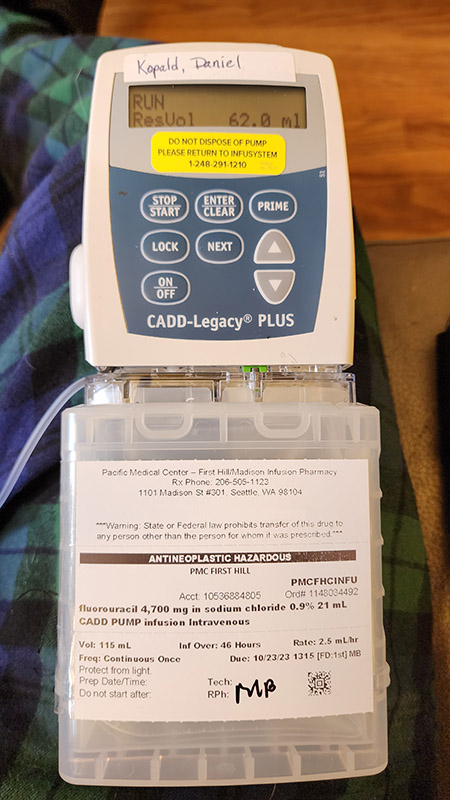 Kopald, Daniel
RUN
ResVol 62.0 ml
DO NOT DISPOSE OF PUMP
PLEASE RETURN TO INFUSYSTEM
1-248-291-1210
STOP
START
ENTER
CLEAR
PRIME
LOCK
NEXT
ON
OFF
CADD-Legacy® PLUS
Pacific Medical Center – First Hill/Madison Infusion Pharmacy
Rx Phone: 206-505-1123
1101 Madison St #301, Seattle, WA 98104
***Warning: State or Federal law prohibits transfer of this drug to
any person other than the person for whom it was prescribed.***
ANTINEOPLASTIC HAZARDOUS
PMC FIRST HILL
PMCFHCINFU
Acct: 10536884805 Ord# 1148034492
fluorouracil 4,700 mg in sodium chloride 0.9% 21 mL
CADD PUMP infusion Intravenous
Vol: 115 mL Inf Over: 46 Hours Rate: 2.5 mL/hr
Freq: Continuous Once Due: 10/23/23 1315 [FD:1st] MB
Protect from light.
Prep Date/Time: Tech:
Do not start after: RPh: MB